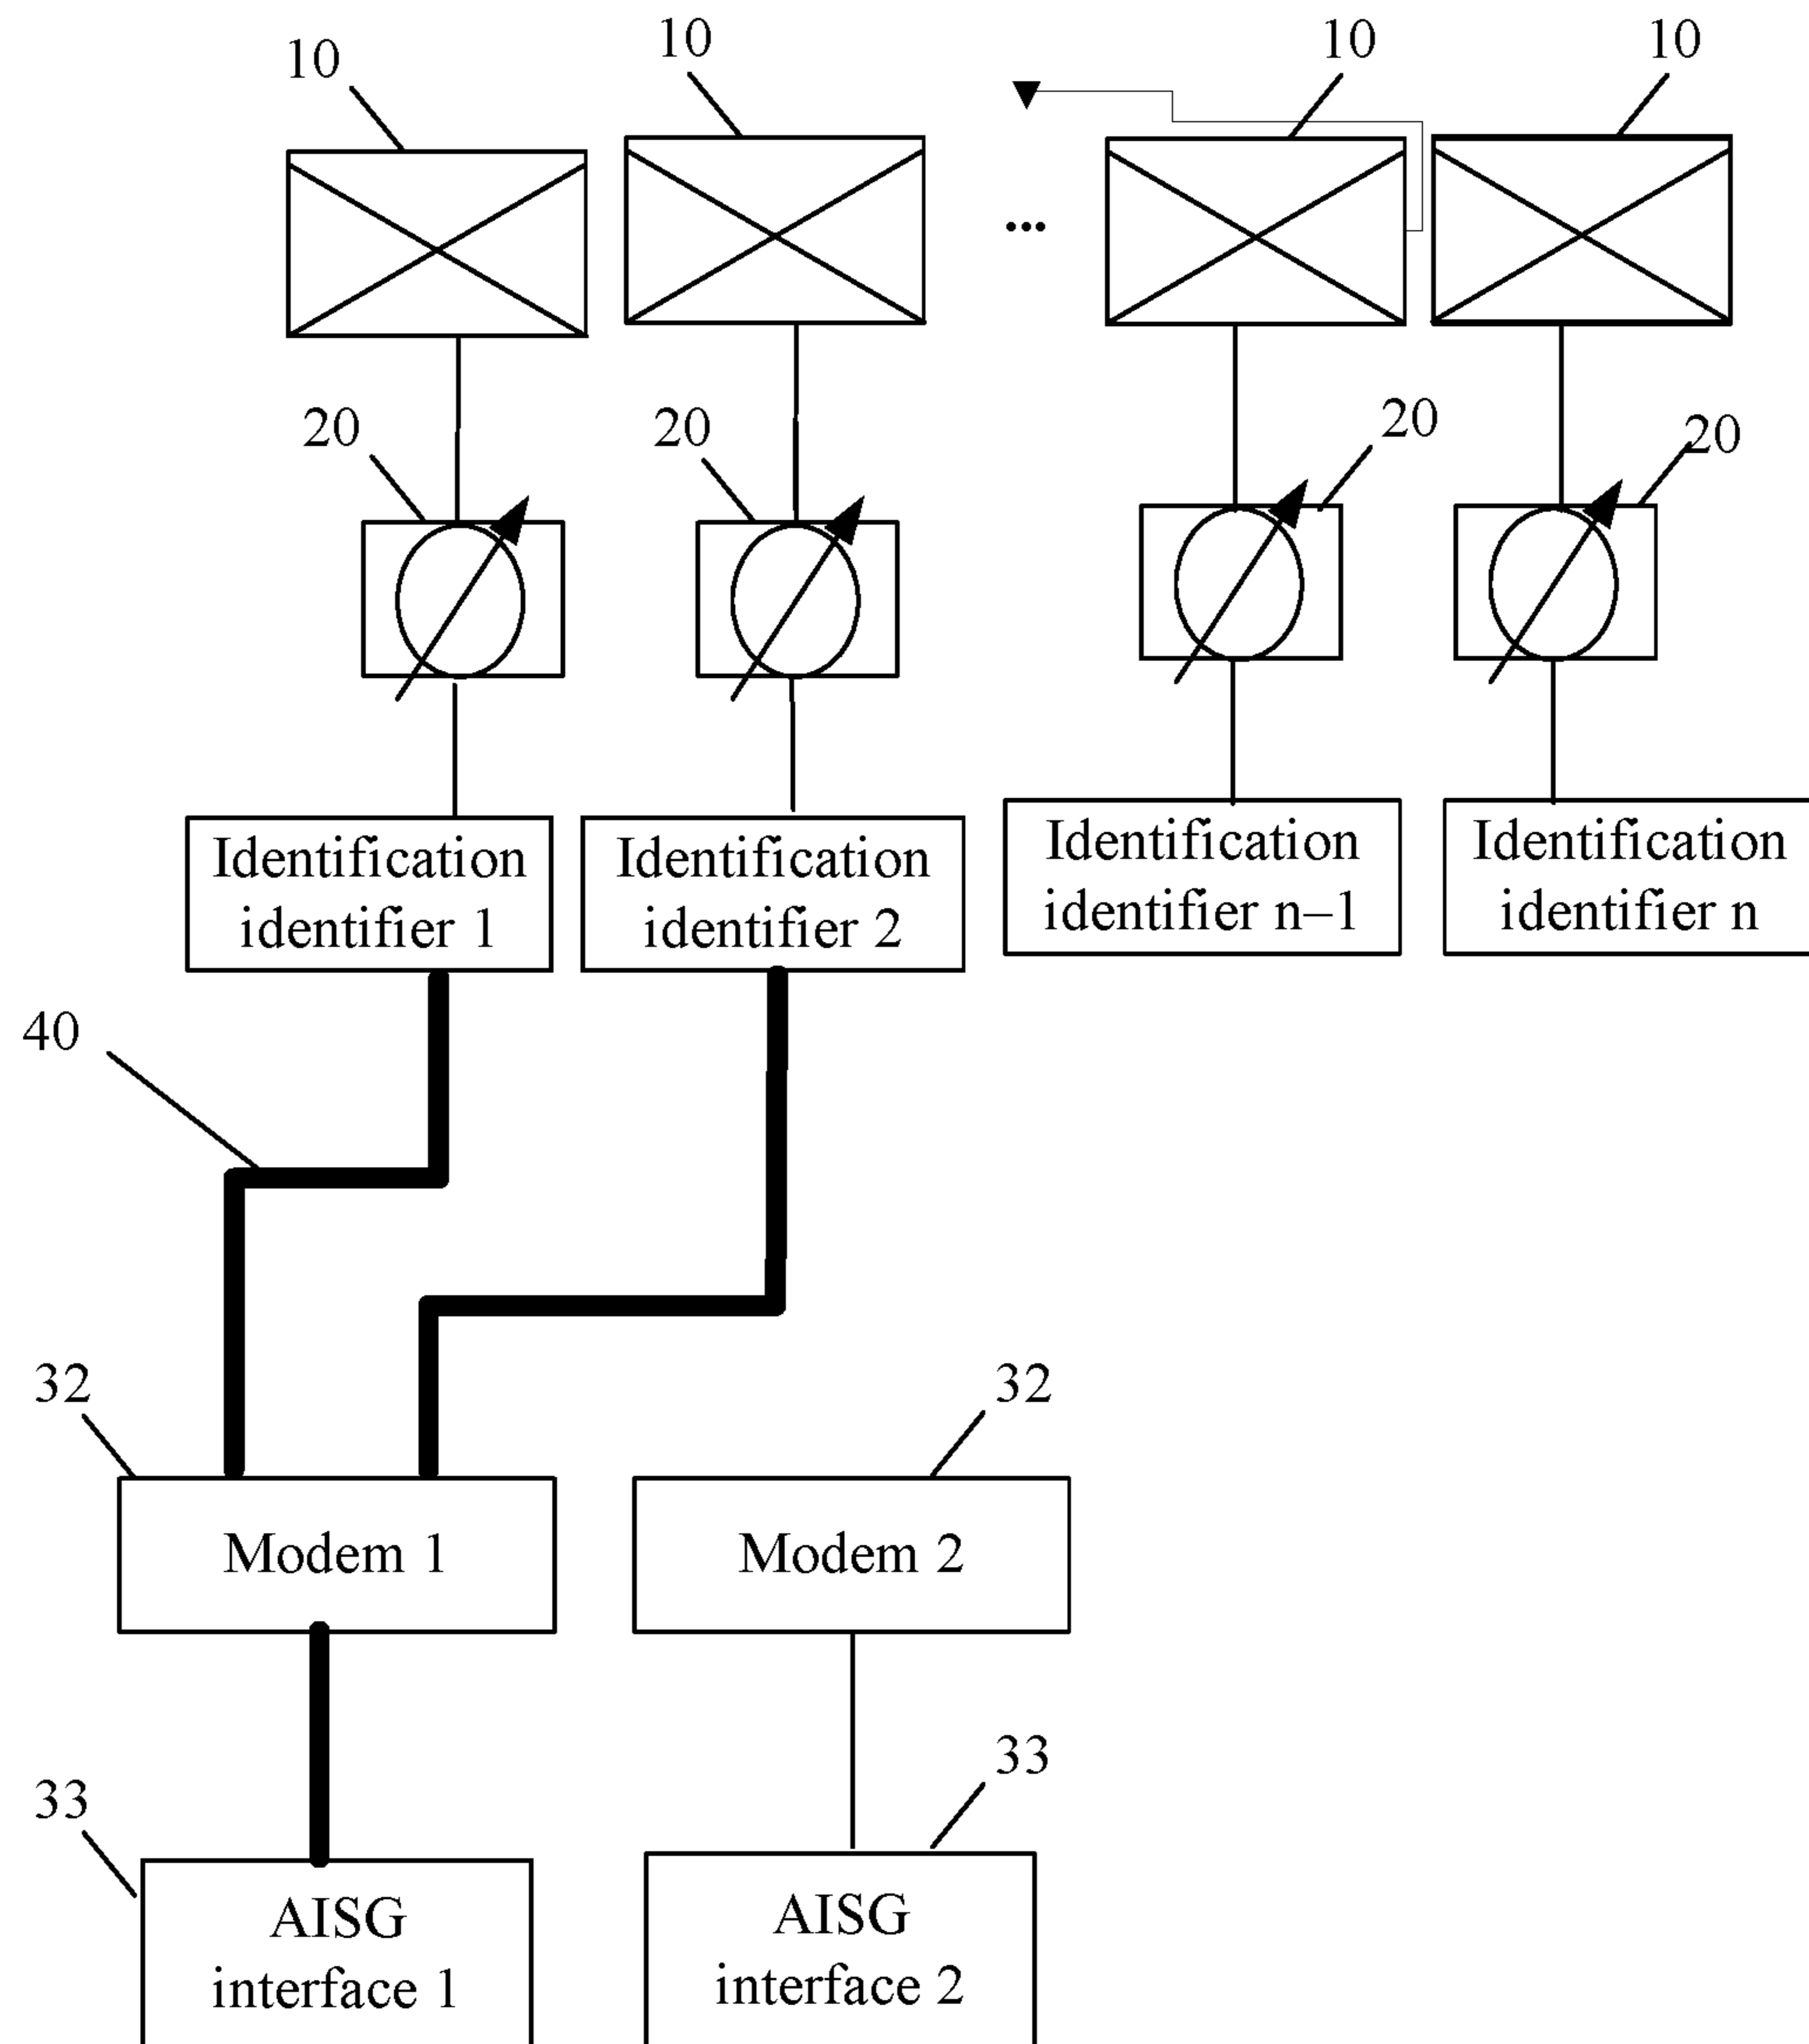 10
10
10
10
...
20
20
20
20
Identification
identifier 1
Identification
identifier 2
Identification
identifier n–1
Identification
identifier n
40
32
32
Modem 1
Modem 2
33
33
AISG
interface 1
AISG
interface 2